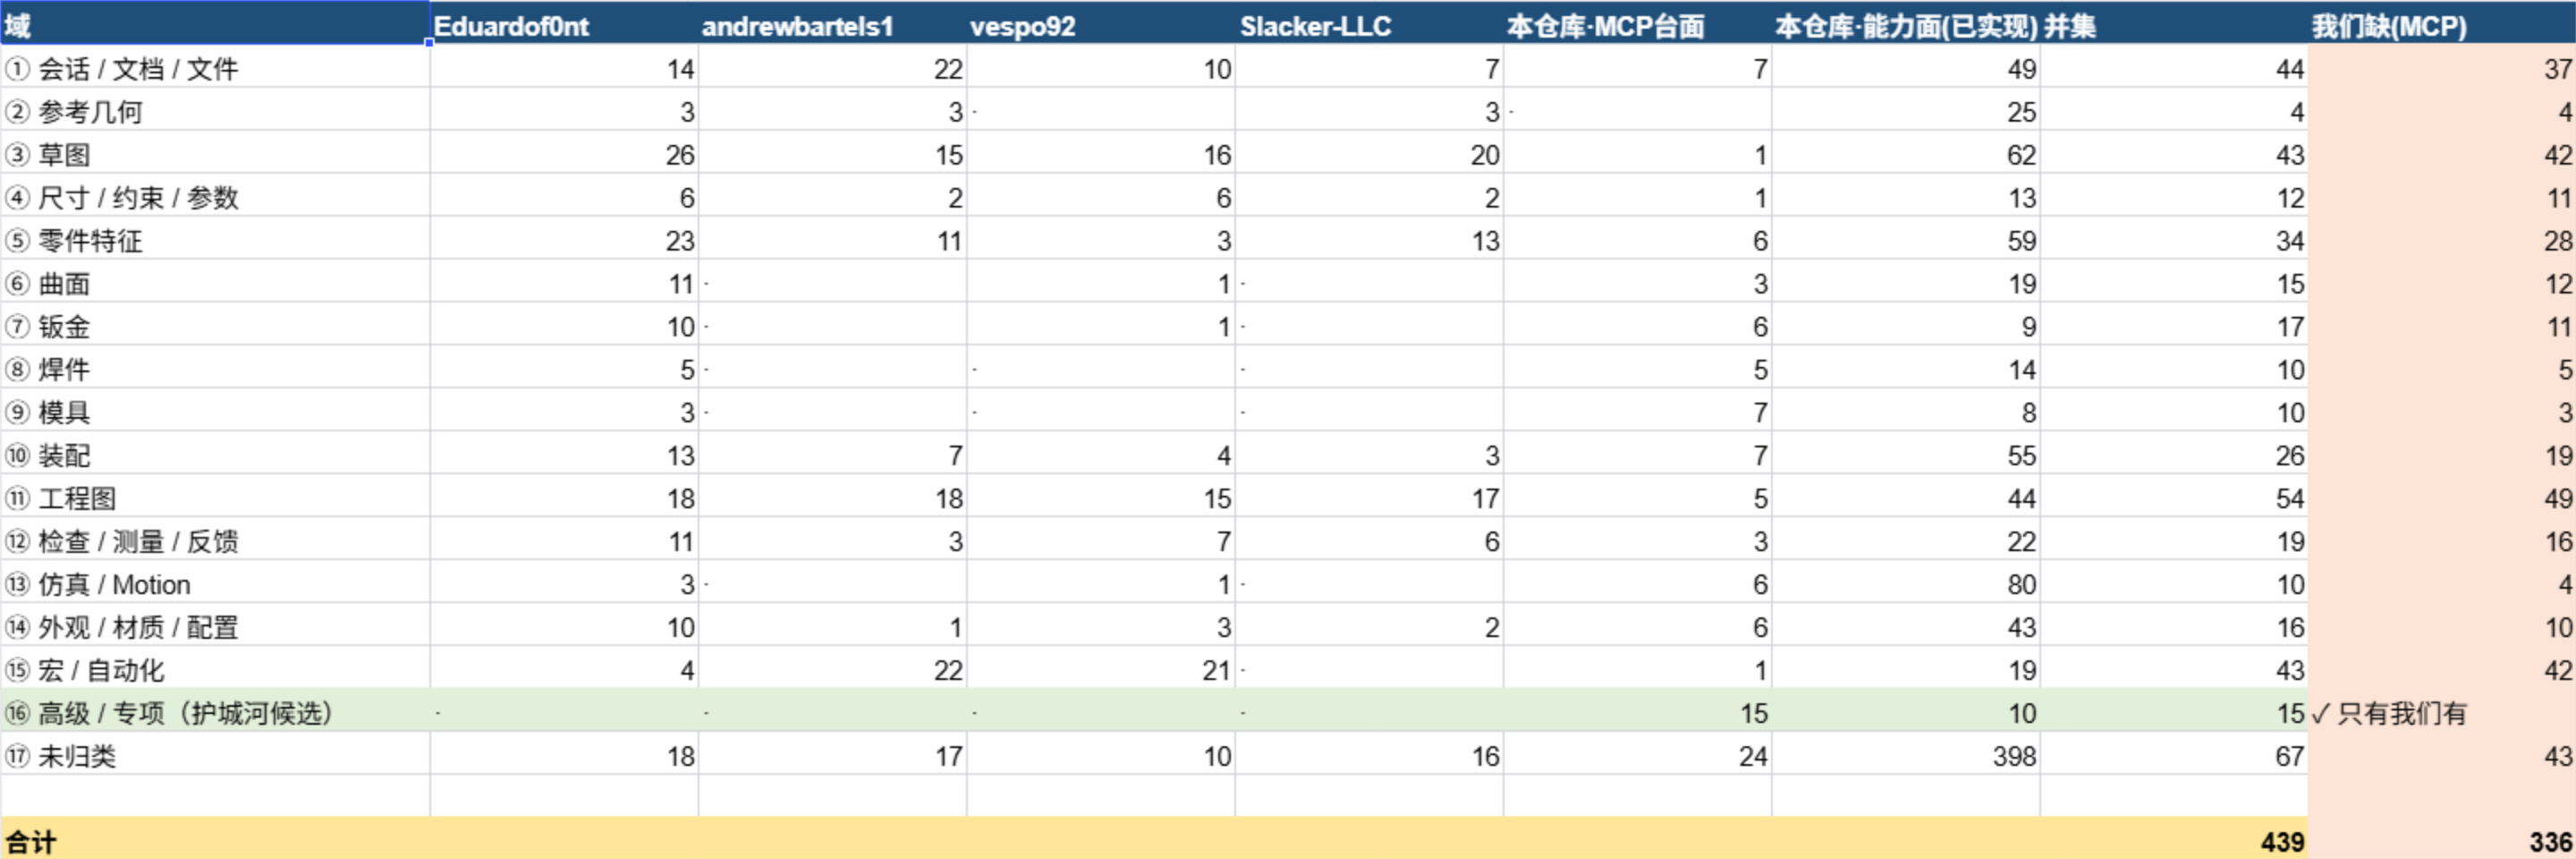 域 Eduardof0nt andrewbartels1 vespo92 Slacker-LLC 本仓库·MCP台面 本仓库·能力面(已实现) 并集 我们缺(MCP)
① 会话 / 文档 / 文件 14 22 10 7 7 49 44 37
② 参考几何 3 3 - 3 - 25 4 4
③ 草图 26 15 16 20 1 62 43 42
④ 尺寸 / 约束 / 参数 6 2 6 2 1 13 12 11
⑤ 零件特征 23 11 3 13 6 59 34 28
⑥ 曲面 11 - 1 - 3 19 15 12
⑦ 钣金 10 - 1 - 6 9 17 11
⑧ 焊件 5 - - - 5 14 10 5
⑨ 模具 3 - - - 7 8 10 3
⑩ 装配 13 7 4 3 7 55 26 19
⑪ 工程图 18 18 15 17 5 44 54 49
⑫ 检查 / 测量 / 反馈 11 3 7 6 3 22 19 16
⑬ 仿真 / Motion 3 - 1 - 6 80 10 4
⑭ 外观 / 材质 / 配置 10 1 3 2 6 43 16 10
⑮ 宏 / 自动化 4 22 21 - 1 19 43 42
⑯ 高级 / 专项（护城河候选） - - - - 15 10 15 ✓ 只有我们有
⑰ 未归类 18 17 10 16 24 398 67 43
合计 439 336